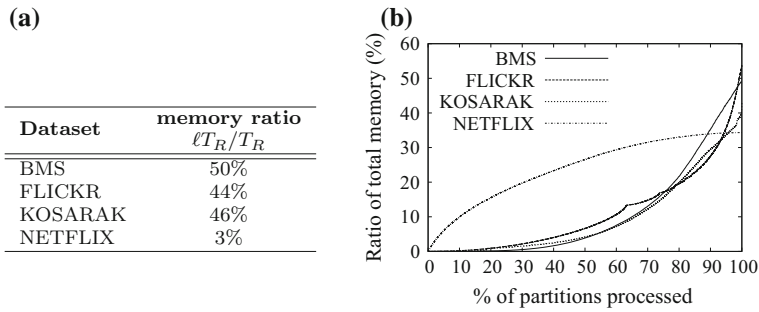 (a)
Dataset memory ratio
ℓT_R/T_R
BMS 50%
FLICKR 44%
KOSARAK 46%
NETFLIX 3%
(b)
Ratio of total memory (%)
60
50
40
30
20
10
0
BMS
FLICKR
KOSARAK
NETFLIX
0 10 20 30 40 50 60 70 80 90 100
% of partitions processed